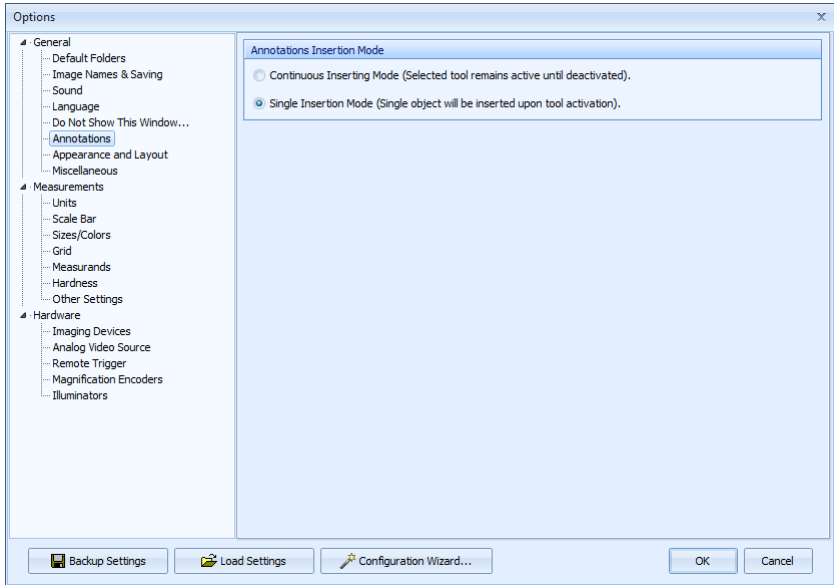 Options
General
Default Folders
Image Names & Saving
Sound
Language
Do Not Show This Window...
Annotations
Appearance and Layout
Miscellaneous
Measurements
Units
Scale Bar
Sizes/Colors
Grid
Measurands
Hardness
Other Settings
Hardware
Imaging Devices
Analog Video Source
Remote Trigger
Magnification Encoders
Illuminators
Annotations Insertion Mode
Continuous Inserting Mode (Selected tool remains active until deactivated).
Single Insertion Mode (Single object will be inserted upon tool activation).
Backup Settings
Load Settings
Configuration Wizard...
OK
Cancel